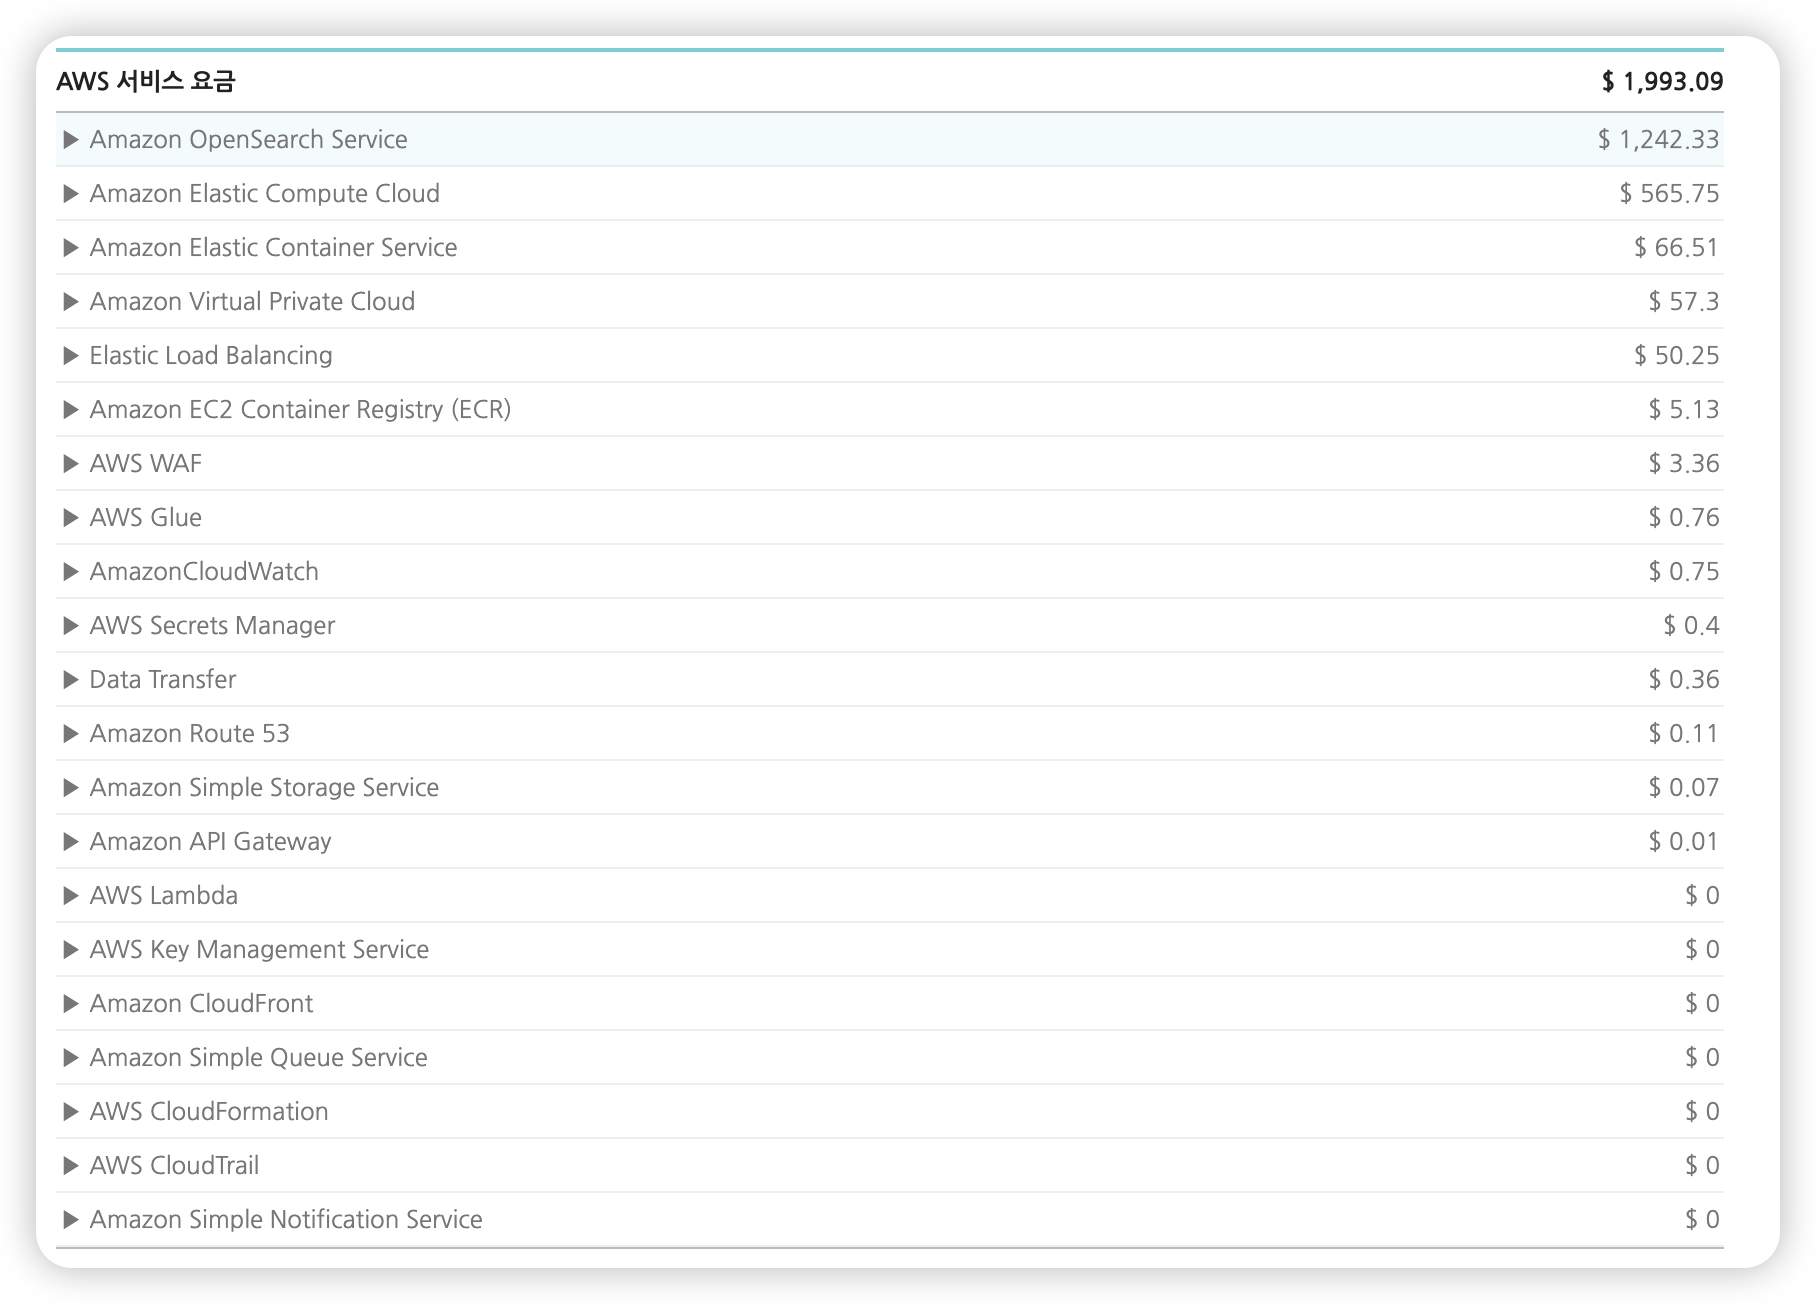 AWS 서비스 요금 $ 1,993.09
▶ Amazon OpenSearch Service $ 1,242.33
▶ Amazon Elastic Compute Cloud $ 565.75
▶ Amazon Elastic Container Service $ 66.51
▶ Amazon Virtual Private Cloud $ 57.3
▶ Elastic Load Balancing $ 50.25
▶ Amazon EC2 Container Registry (ECR) $ 5.13
▶ AWS WAF $ 3.36
▶ AWS Glue $ 0.76
▶ AmazonCloudWatch $ 0.75
▶ AWS Secrets Manager $ 0.4
▶ Data Transfer $ 0.36
▶ Amazon Route 53 $ 0.11
▶ Amazon Simple Storage Service $ 0.07
▶ Amazon API Gateway $ 0.01
▶ AWS Lambda $ 0
▶ AWS Key Management Service $ 0
▶ Amazon CloudFront $ 0
▶ Amazon Simple Queue Service $ 0
▶ AWS CloudFormation $ 0
▶ AWS CloudTrail $ 0
▶ Amazon Simple Notification Service $ 0